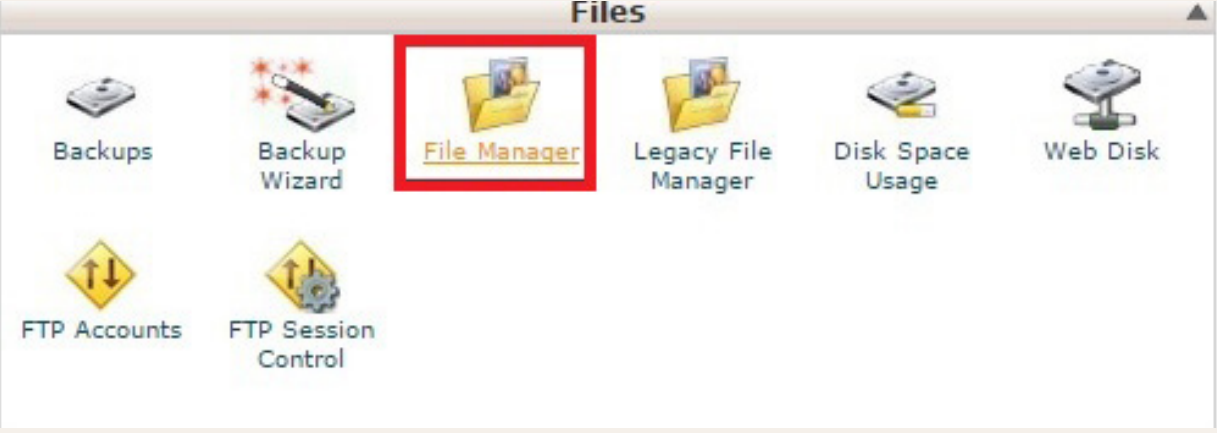 Files
Backups
Backup
Wizard
File Manager
Legacy File
Manager
Disk Space
Usage
Web Disk
FTP Accounts
FTP Session
Control